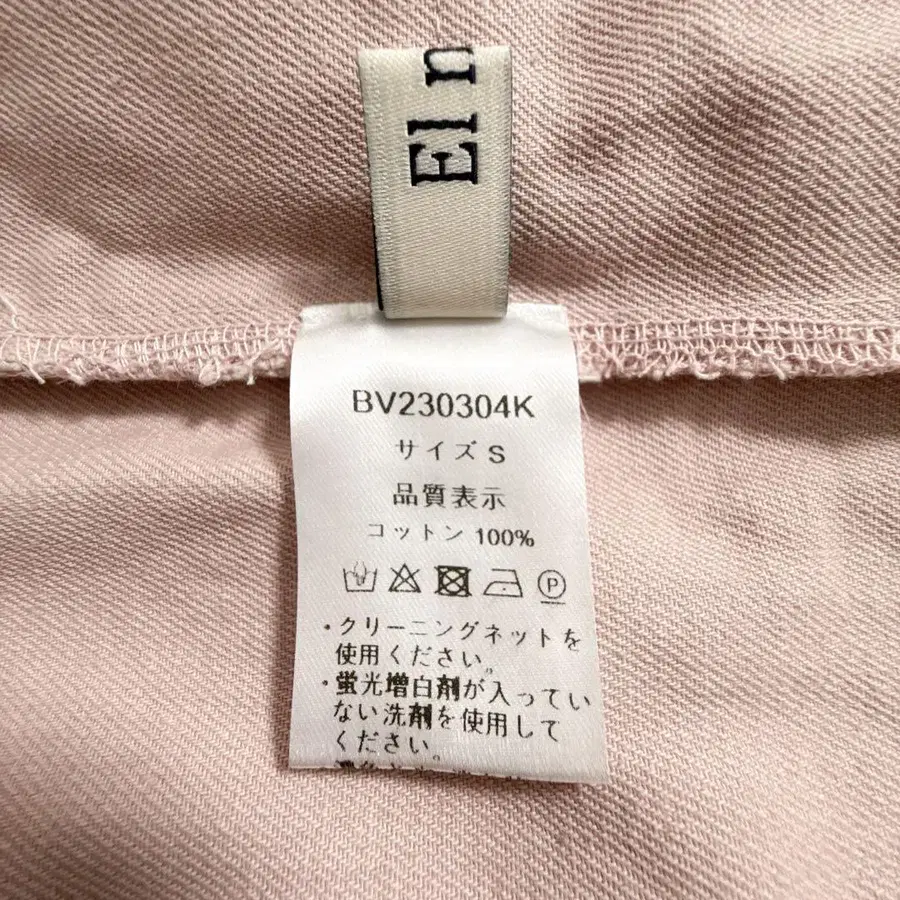 El n
BV230304K
サイズ S
品質表示
コットン 100%
P
・クリーニングネットを
使用ください。
・蛍光増白剤が入ってい
ない洗剤を使用して
ください。